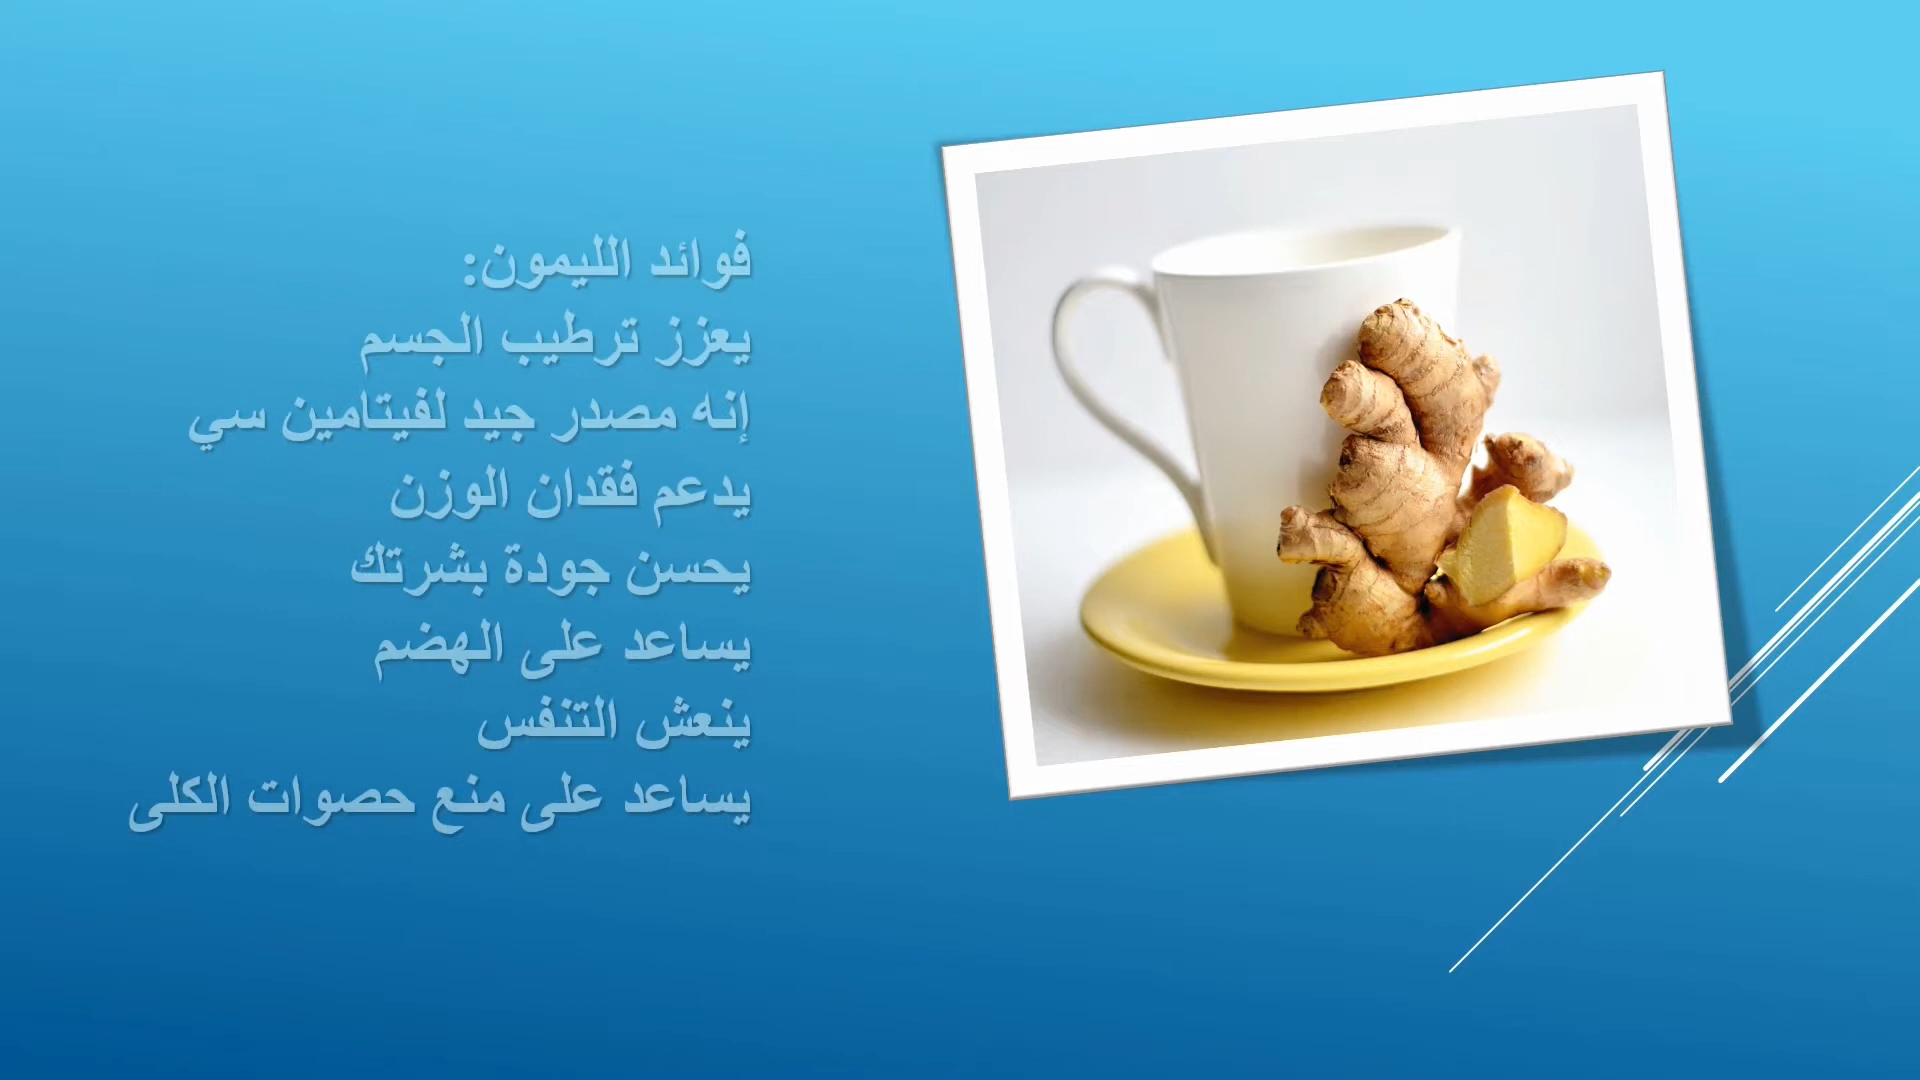 فوائد الليمون:
يعزز ترطيب الجسم
إنه مصدر جيد لفيتامين سي
يدعم فقدان الوزن
يحسن جودة بشرتك
يساعد على الهضم
ينعش التنفس
يساعد على منع حصوات الكلى